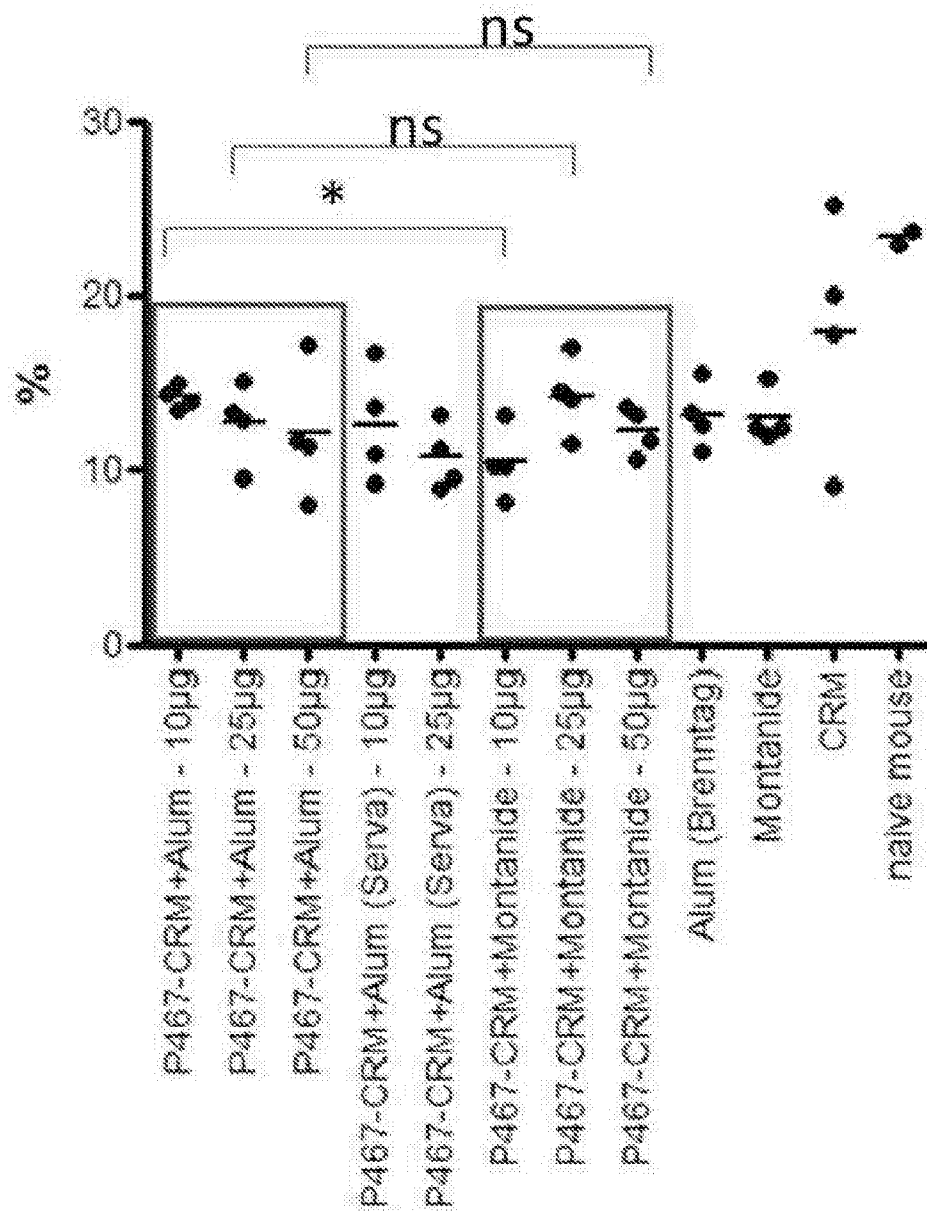 ns
ns
*
30
20
10
0
%
P467-CRM+Alum - 10µg
P467-CRM+Alum - 25µg
P467-CRM+Alum - 50µg
P467-CRM+Alum (Serva) - 10µg
P467-CRM+Alum (Serva) - 25µg
P467-CRM+Montanide - 10µg
P467-CRM+Montanide - 25µg
P467-CRM+Montanide - 50µg
Alum (Brenntag)
Montanide
CRM
naive mouse